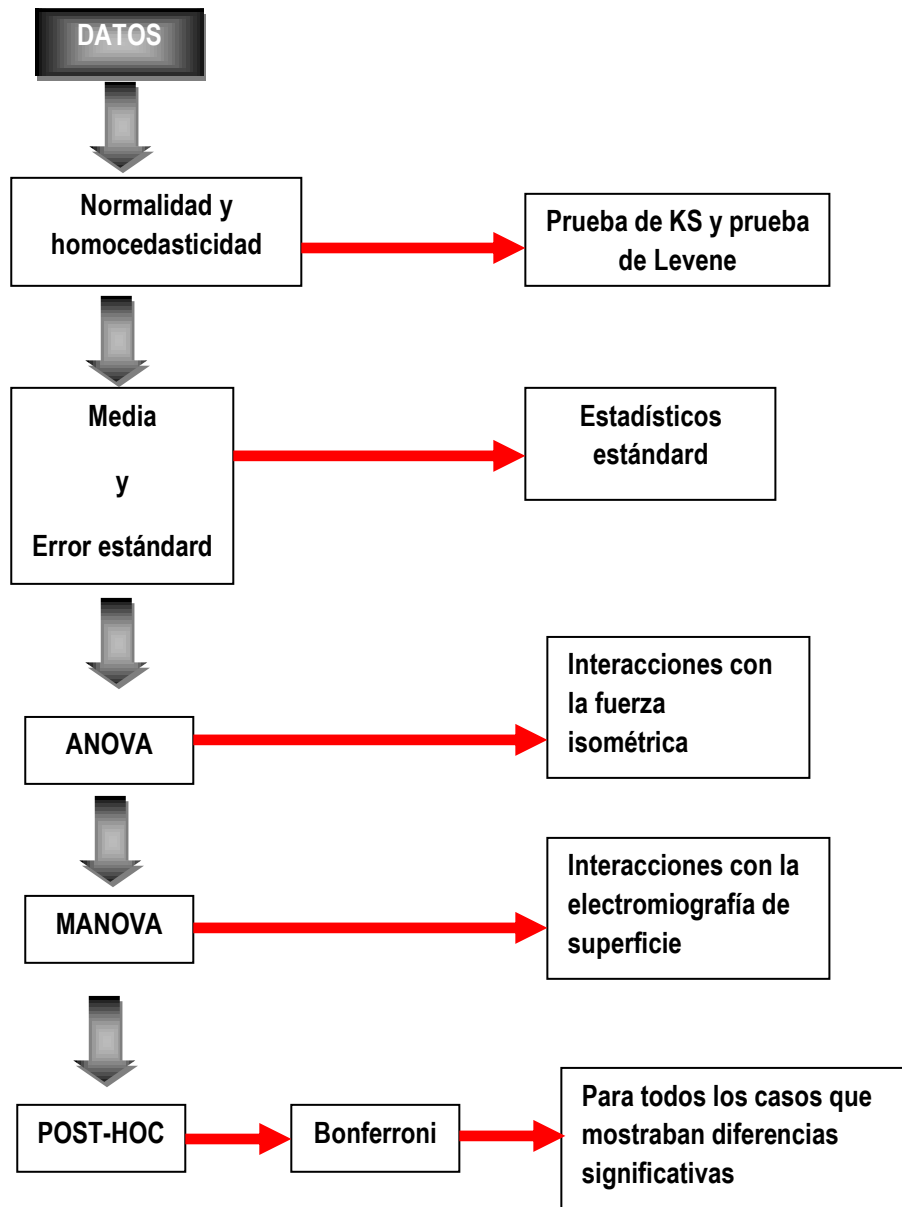 DATOS
Normalidad y
homocedasticidad
Prueba de KS y prueba
de Levene
Media
y
Error estándard
Estadísticos
estándard
Interacciones con
la fuerza
isométrica
ANOVA
Interacciones con la
electromiografía de
superficie
MANOVA
POST-HOC
Bonferroni
Para todos los casos que
mostraban diferencias
significativas